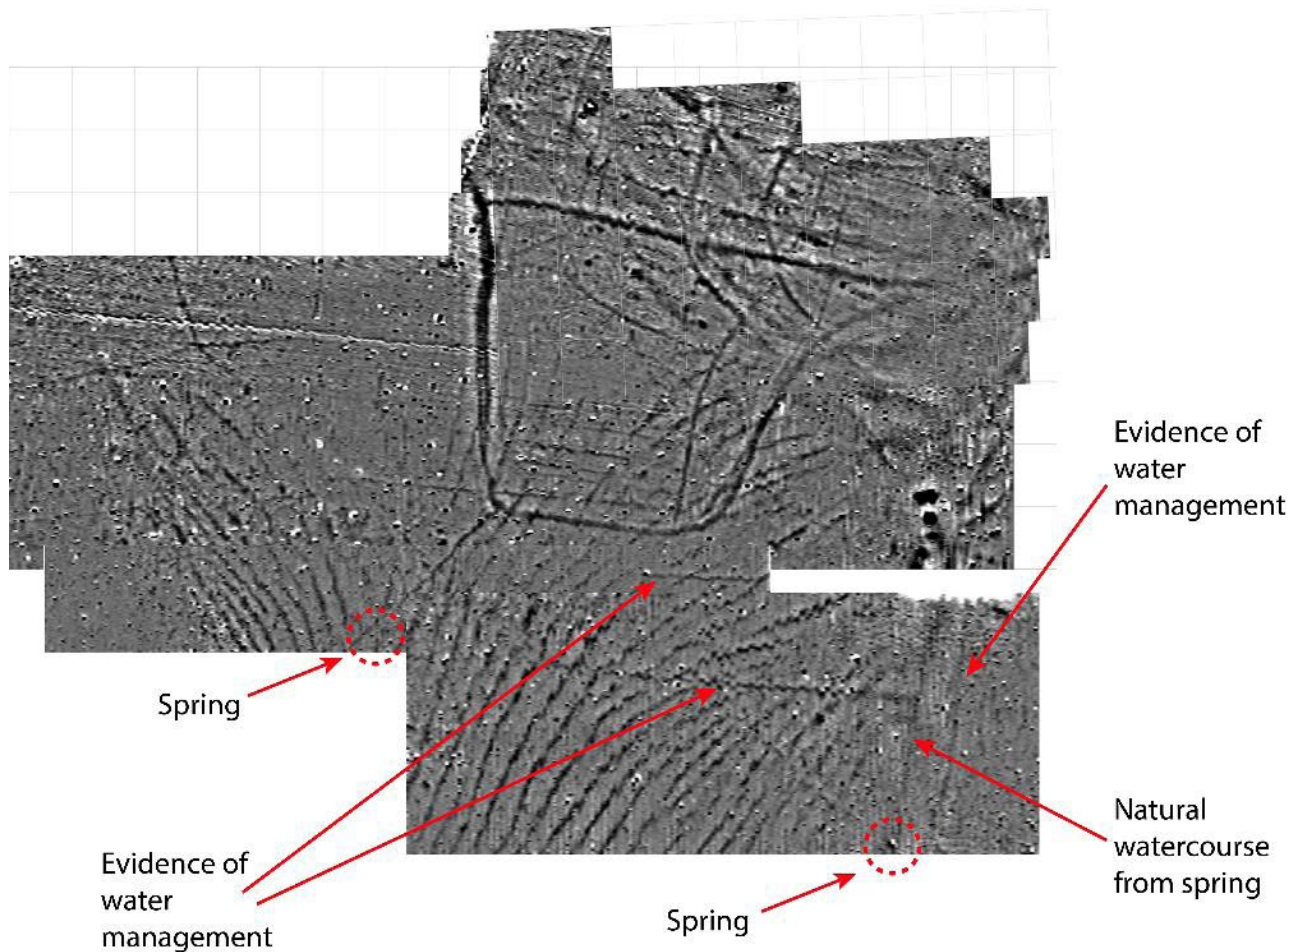 Evidence of
water
management
Spring
Natural
watercourse
from spring
Evidence of
water
management
Spring